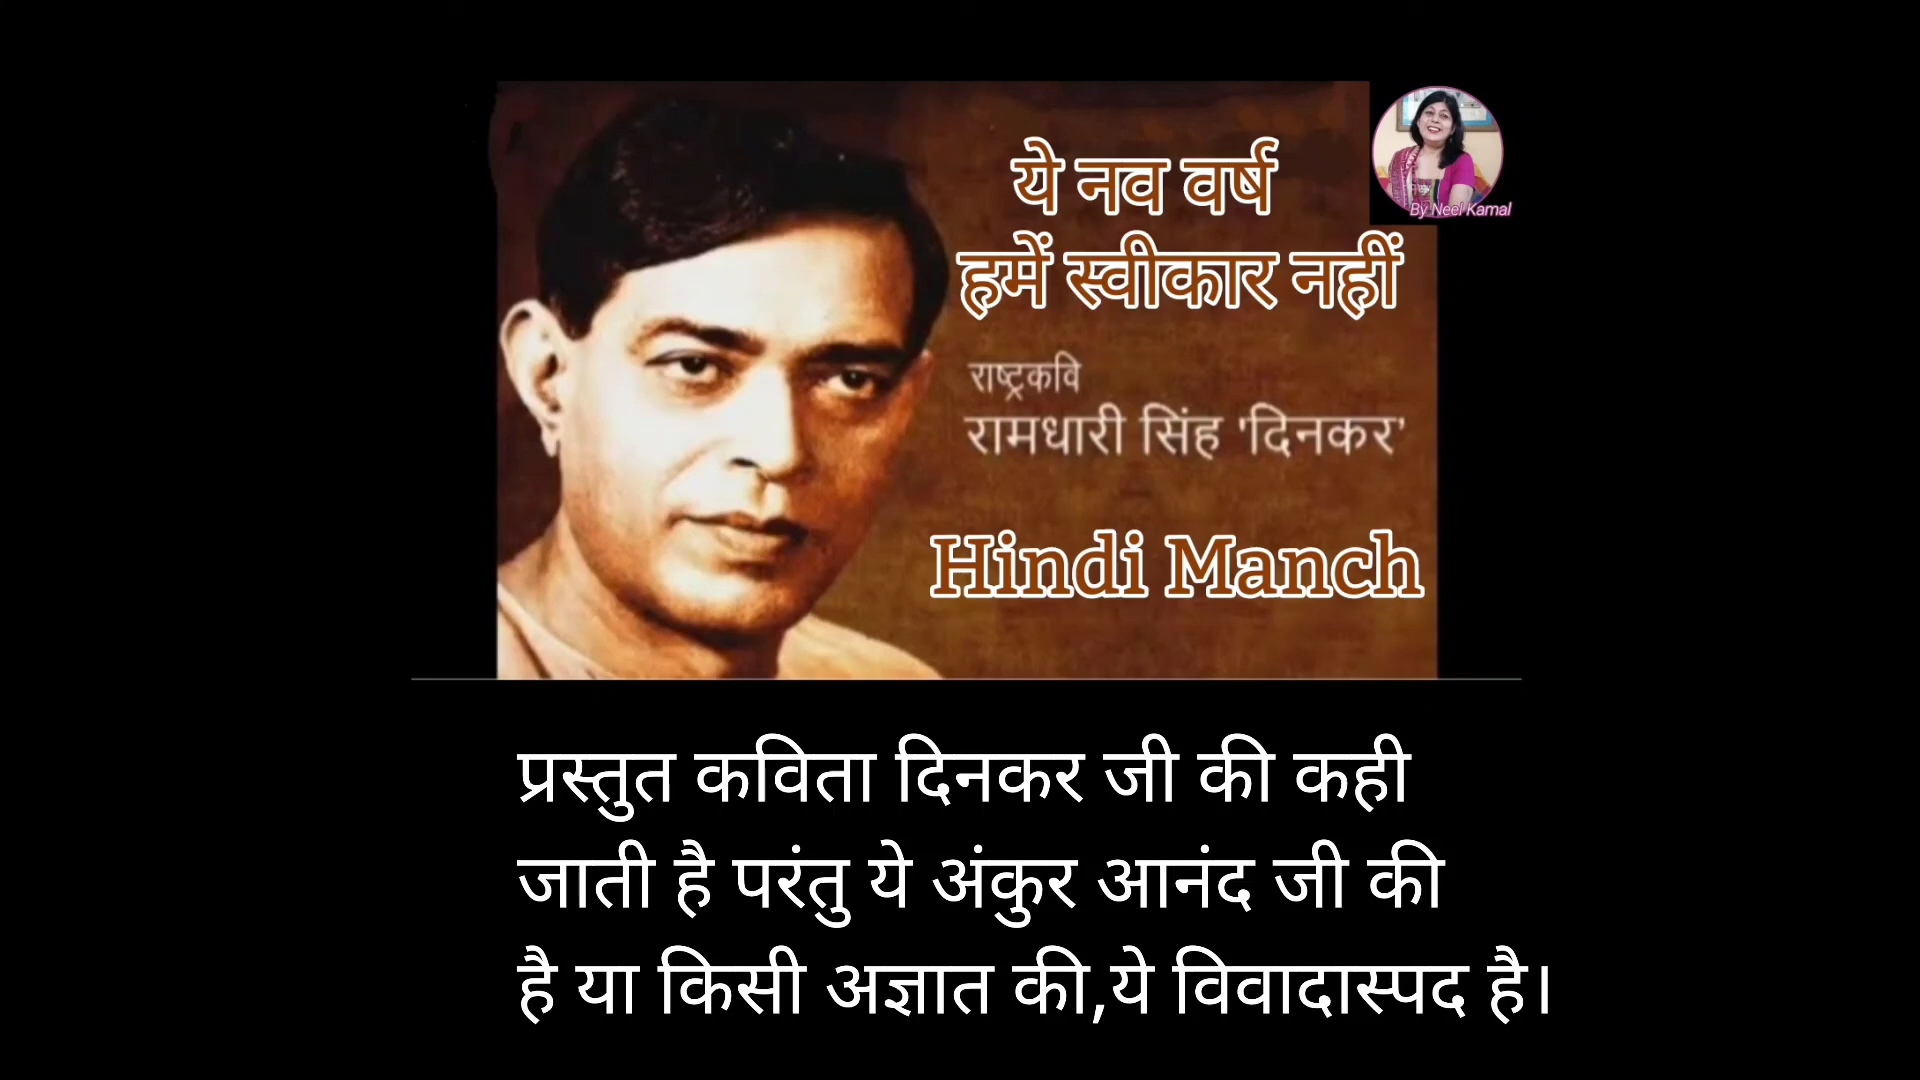 ये नव वर्ष
हमें स्वीकार नहीं
By Neel Kamal
राष्ट्रकवि
रामधारी सिंह 'दिनकर'
Hindi Manch
प्रस्तुत कविता दिनकर जी की कही
जाती है परंतु ये अंकुर आनंद जी की
है या किसी अज्ञात की,ये विवादास्पद है।